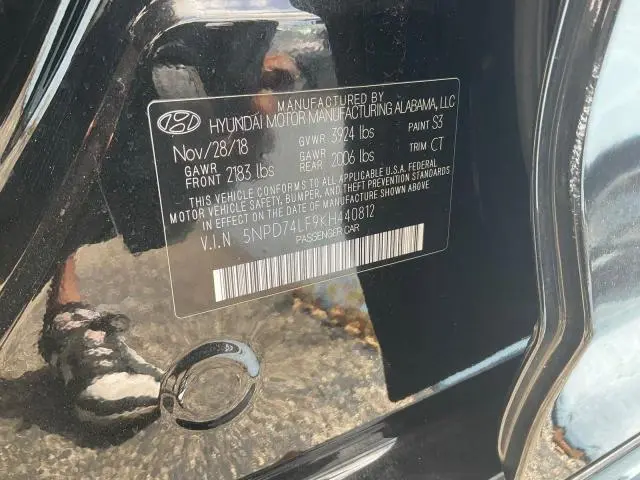 MANUFACTURED BY
HYUNDAI MOTOR MANUFACTURING ALABAMA, LLC
Nov/28/18 GVWR 3924 lbs PAINT S3
GAWR FRONT 2183 lbs GAWR REAR 2006 lbs TRIM CT
THIS VEHICLE CONFORMS TO ALL APPLICABLE U.S.A. FEDERAL
MOTOR VEHICLE SAFETY, BUMPER, AND THEFT PREVENTION STANDARDS
IN EFFECT ON THE DATE OF MANUFACTURE SHOWN ABOVE.
V.I.N 5NPD74LF9KH440812
PASSENGER CAR